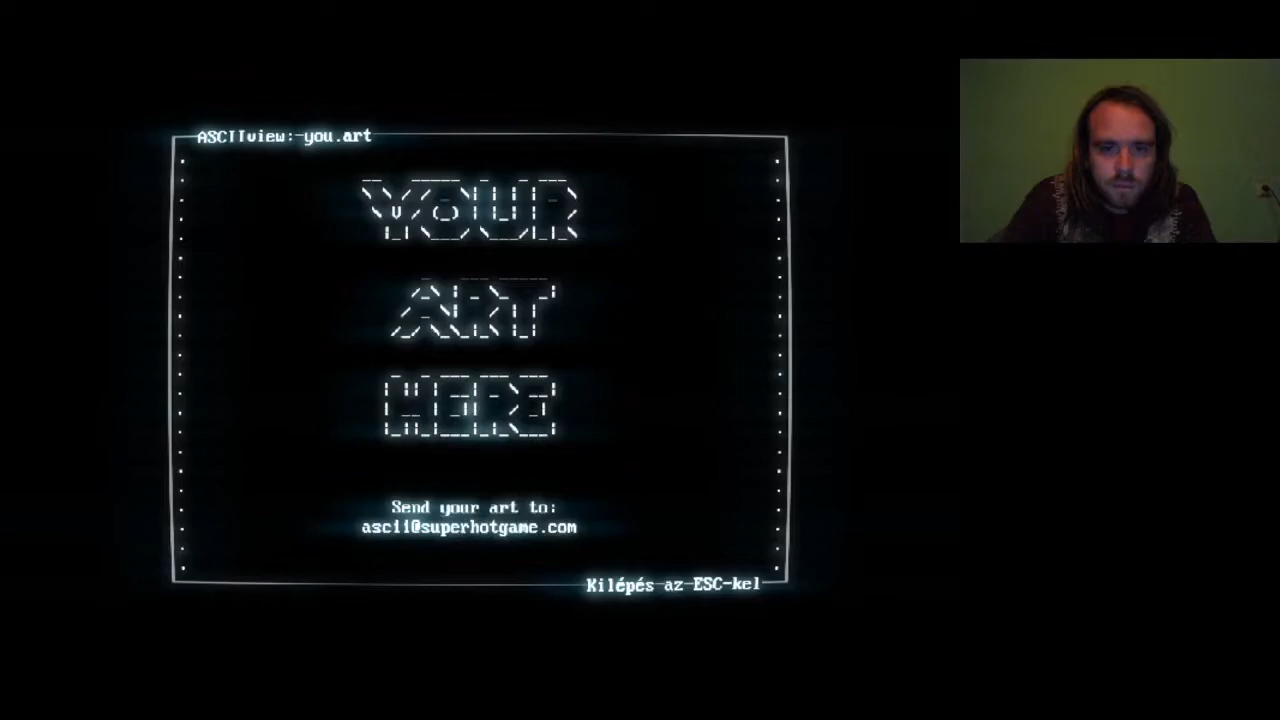 ASCIIview: you.art
YOUR
ART
HERE
Send your art to:
ascii@superhotgame.com
Kilépés az ESC-kel